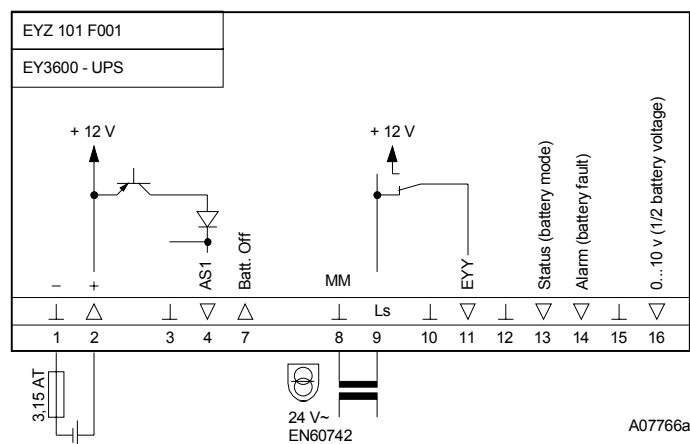 EYZ 101 F001
EY3600 - UPS
+ 12 V
+ 12 V
– + AS1 Batt. Off MM EYY Status (battery mode) Alarm (battery fault) 0...10 v (1/2 battery voltage)
Ls
1 2 3 4 7 8 9 10 11 12 13 14 15 16
3,15 AT
24 V~
EN60742
A07766a